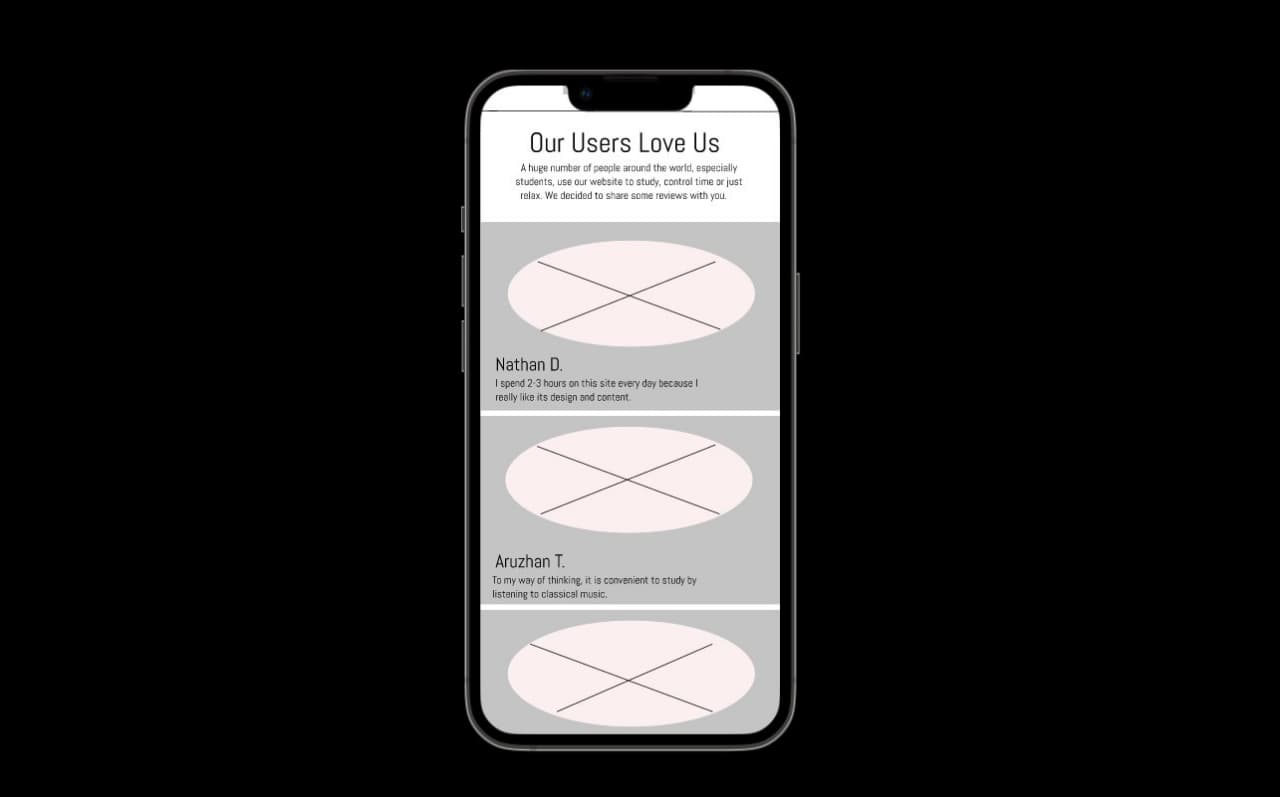 Our Users Love Us
A huge number of people around the world, especially
students, use our website to study, control time or just
relax. We decided to share some reviews with you.
Nathan D.
I spend 2-3 hours on this site every day because I
really like its design and content.
Aruzhan T.
To my way of thinking, it is convenient to study by
listening to classical music.